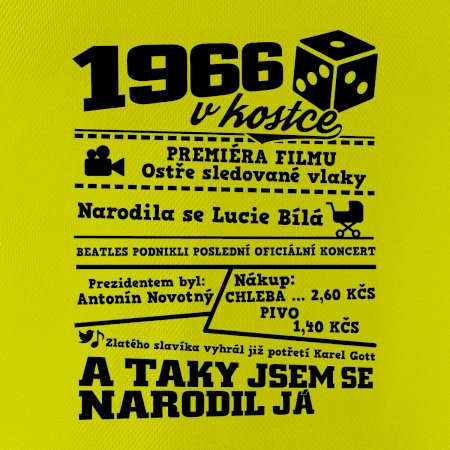 1966
v kostce
PREMIÉRA FILMU
Ostře sledované vlaky
Narodila se Lucie Bílá
BEATLES PODNIKLI POSLEDNÍ OFICIÁLNÍ KONCERT
Prezidentem byl:
Antonín Novotný
Nákup:
CHLEBA ... 2,60 KČS
PIVO
1,40 KČS
Zlatého slavíka vyhrál již potřetí Karel Gott
A TAKY JSEM SE
NARODIL JÁ